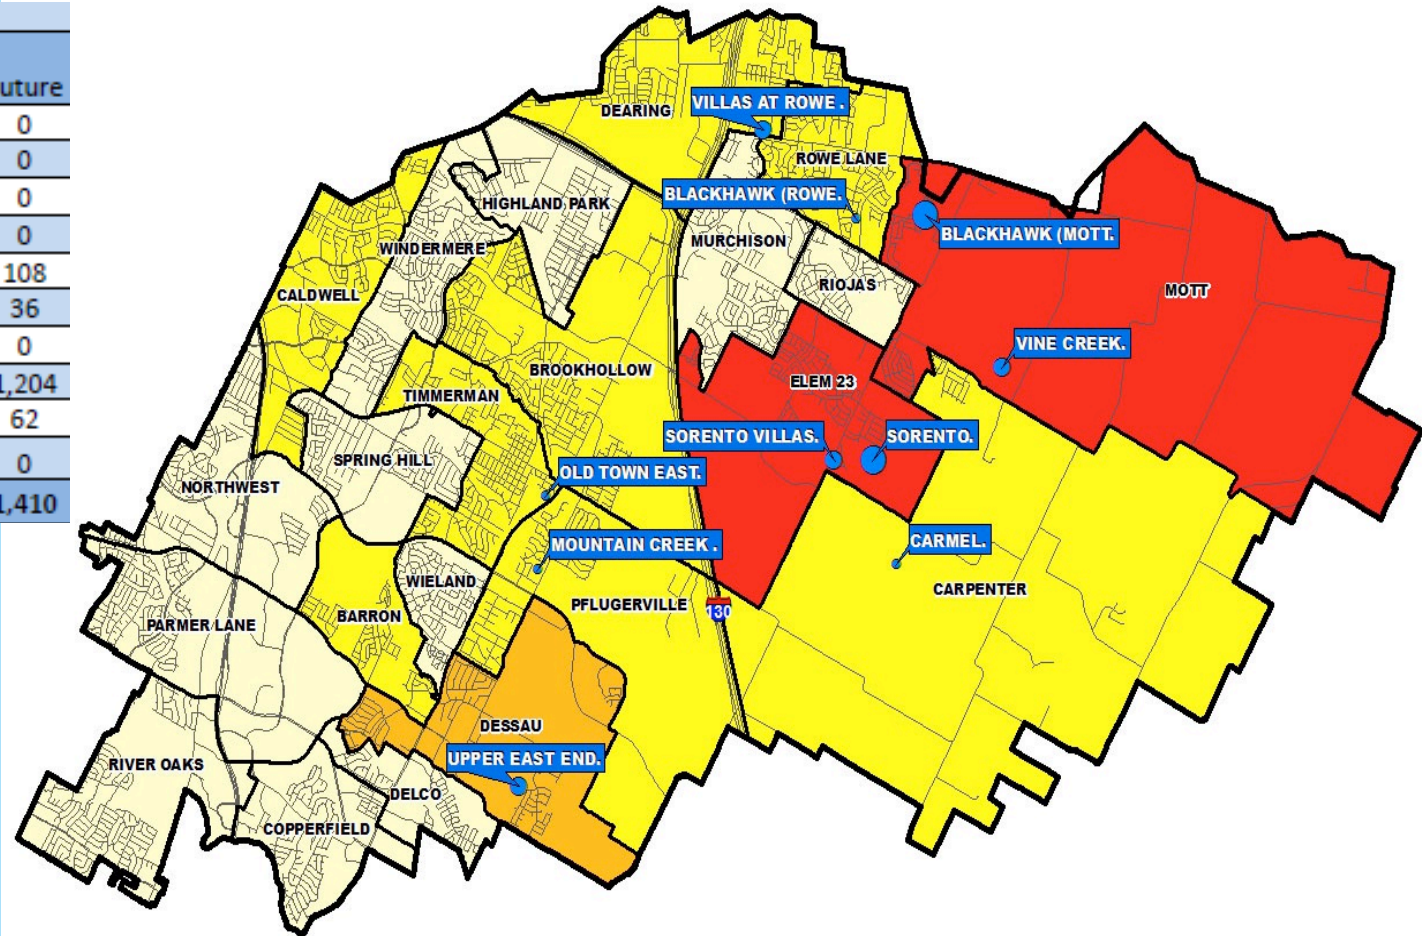 uture
0
0
0
0
108
36
0
1,204
62
0
1,410
DEARING
VILLAS AT ROWE .
ROWE LANE
BLACKHAWK (ROWE.
HIGHLAND PARK
BLACKHAWK (MOTT.
MURCHISON
WINDERMERE
RIOJAS
MOTT
CALDWELL
VINE CREEK.
BROOKHOLLOW
ELEM 23
TIMMERMAN
SORENTO VILLAS.
SORENTO.
SPRING HILL
OLD TOWN EAST.
NORTHWEST
CARMEL.
MOUNTAIN CREEK .
WIELAND
CARPENTER
PFLUGERVILLE
130
BARRON
PARMER LANE
DESSAU
UPPER EAST END.
RIVER OAKS
DELCO
COPPERFIELD